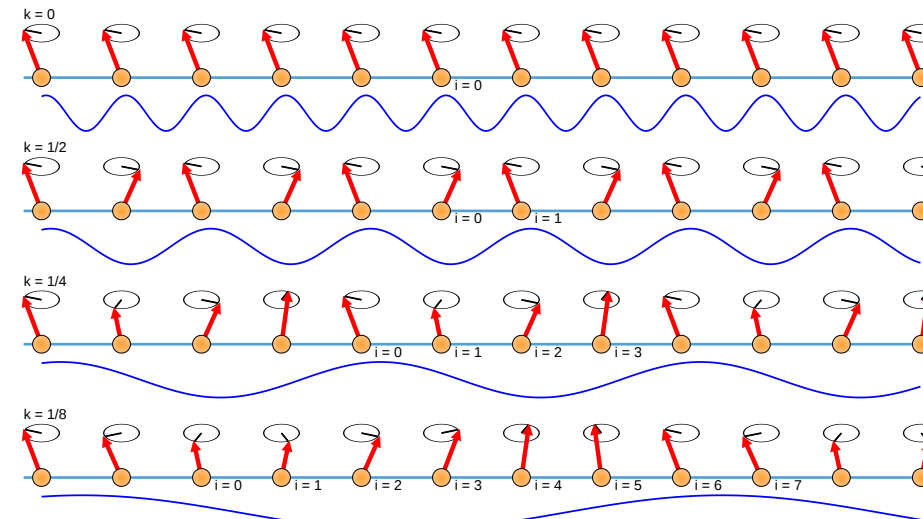 k = 0
i = 0
k = 1/2
i = 0 i = 1
k = 1/4
i = 0 i = 1 i = 2 i = 3
k = 1/8
i = 0 i = 1 i = 2 i = 3 i = 4 i = 5 i = 6 i = 7